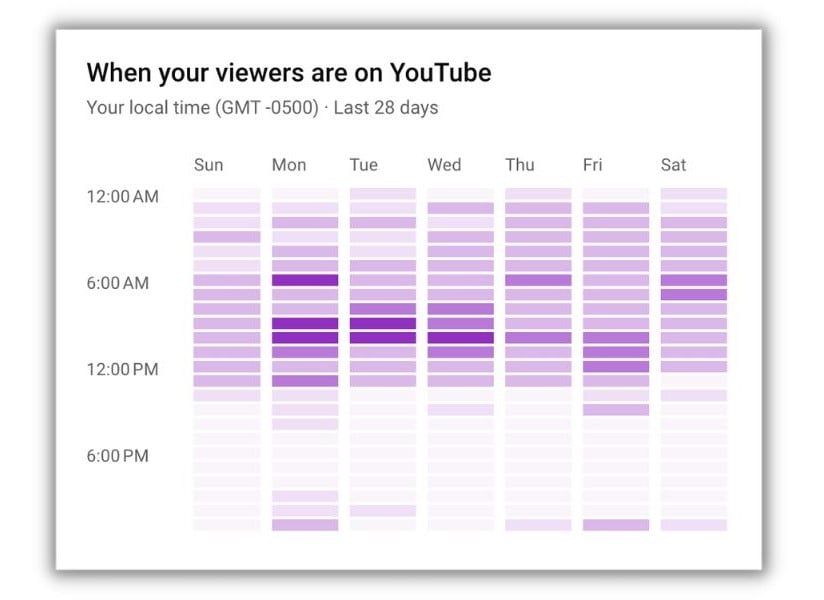 When your viewers are on YouTube
Your local time (GMT -0500) · Last 28 days
Sun Mon Tue Wed Thu Fri Sat
12:00 AM
6:00 AM
12:00 PM
6:00 PM